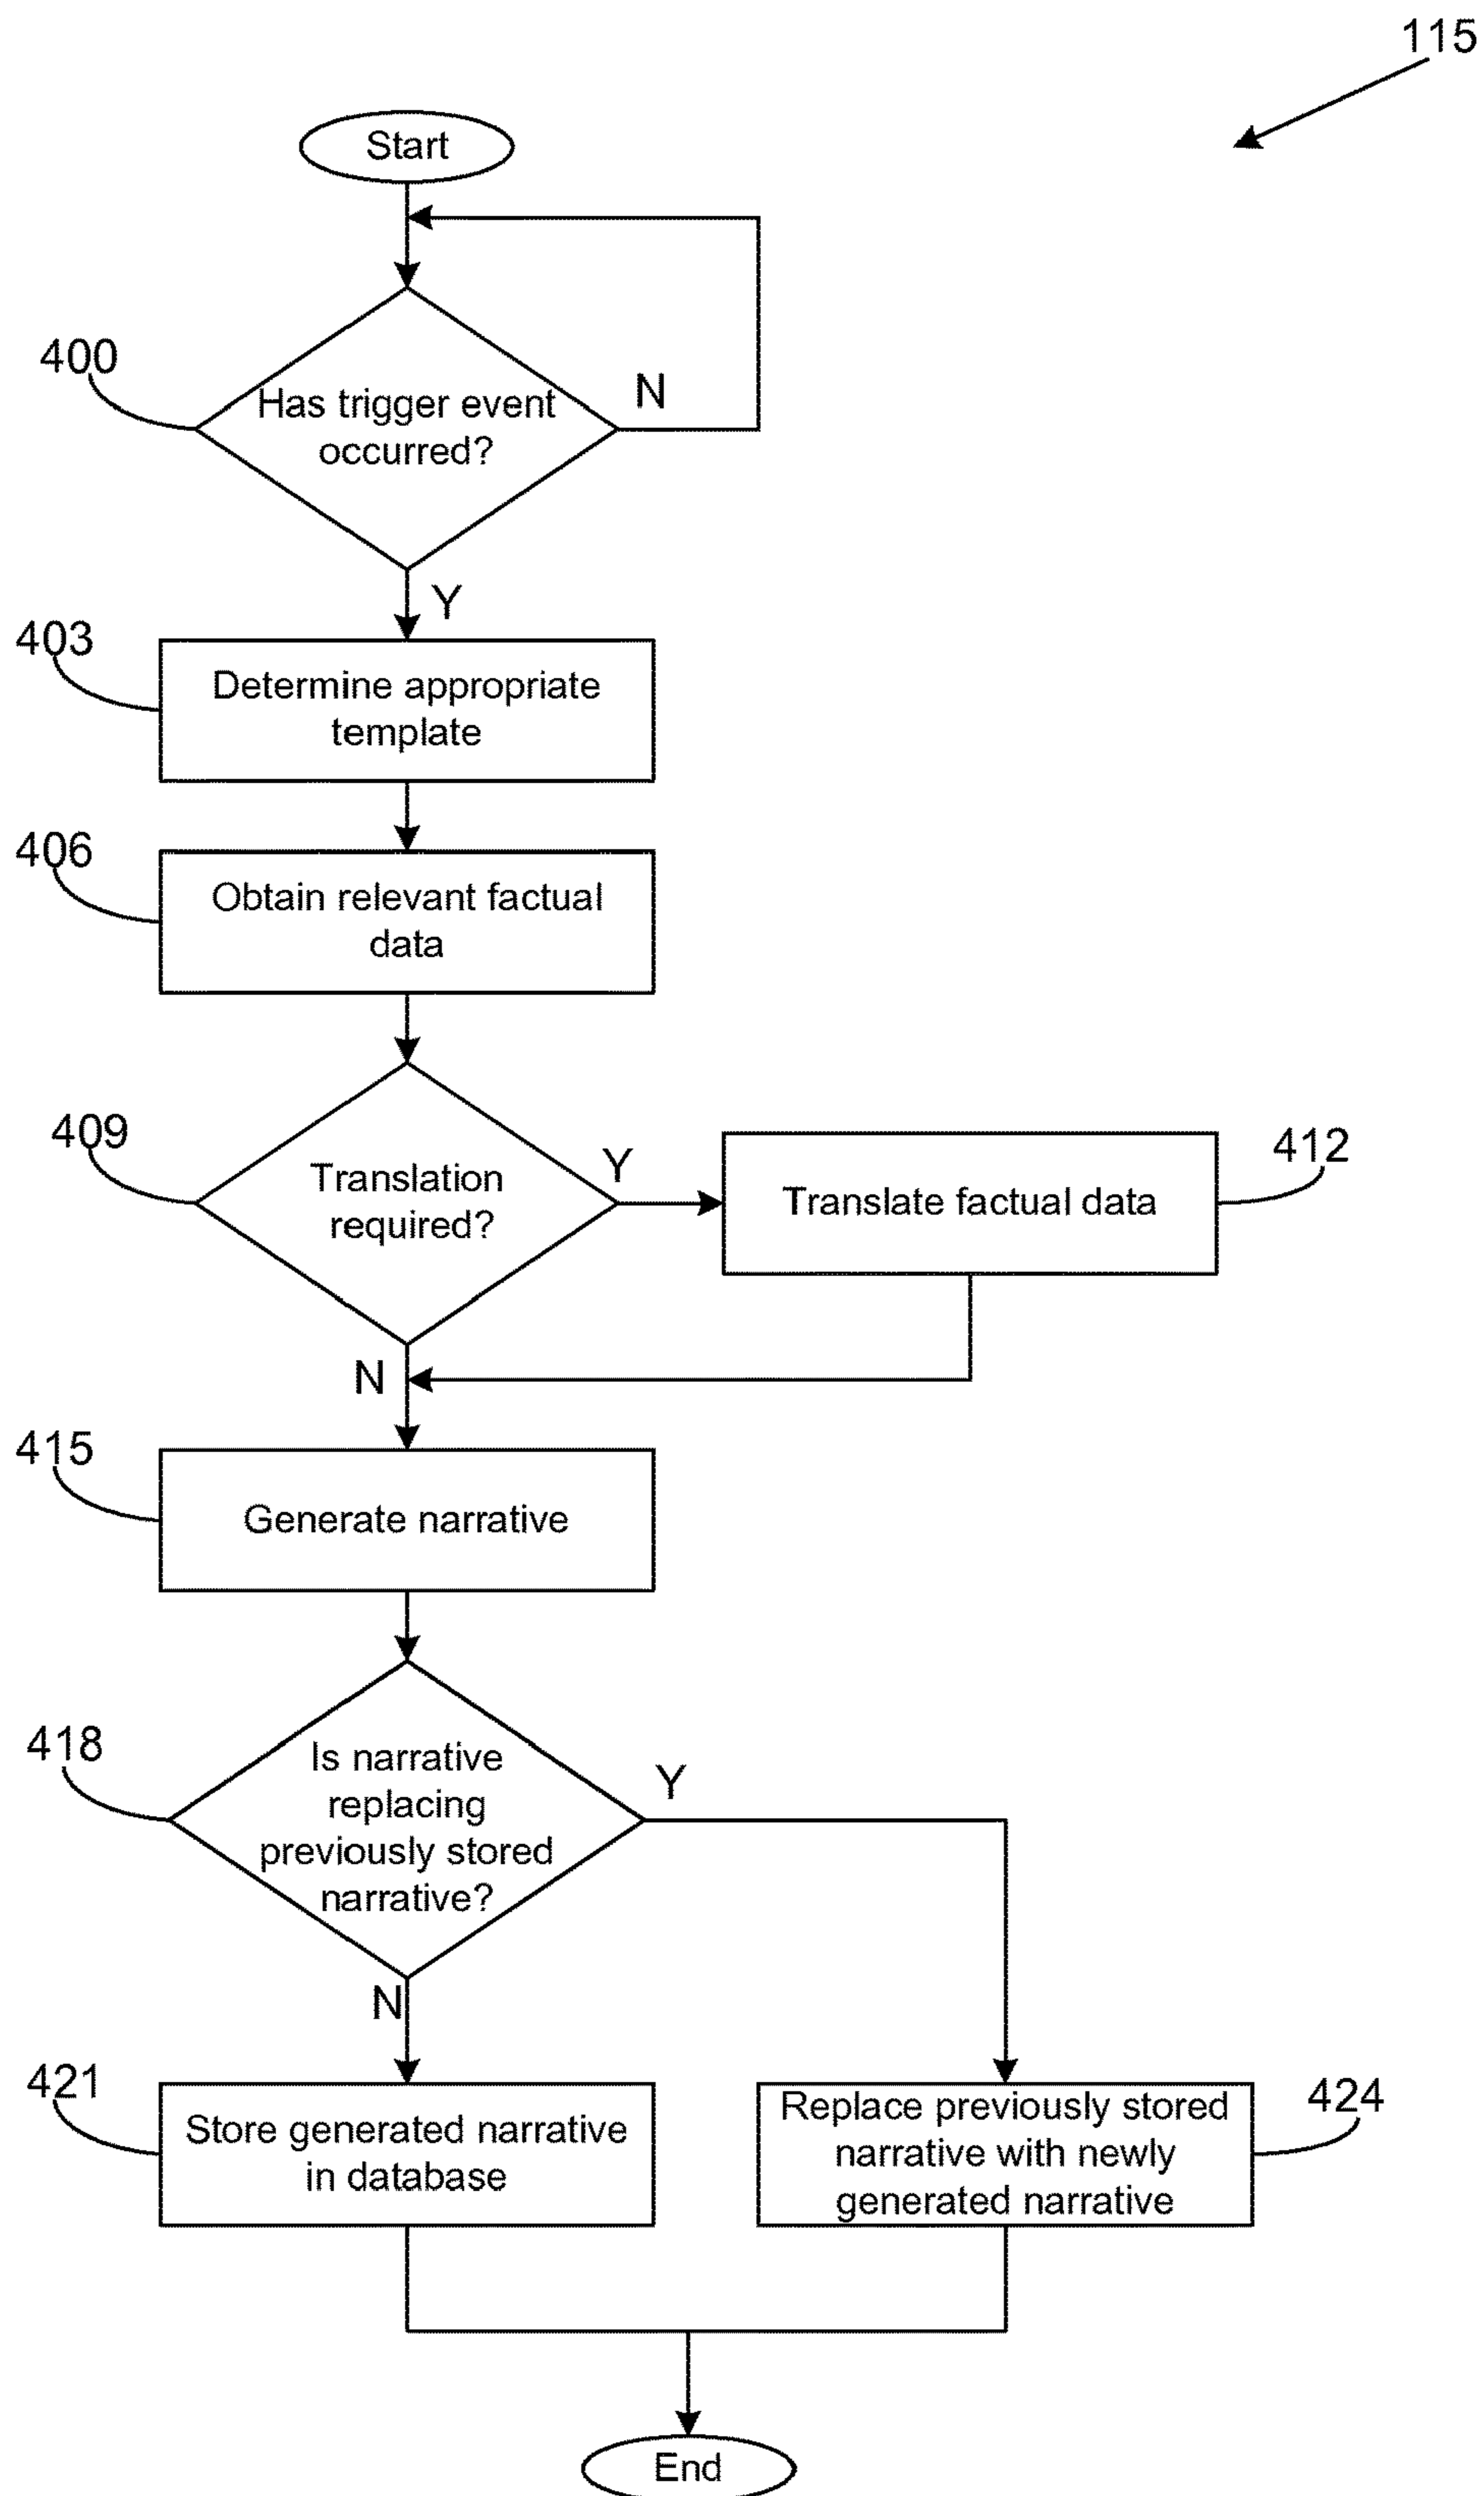 115
Start
400
Has trigger event
occurred?
N
Y
403
Determine appropriate
template
406
Obtain relevant factual
data
409
Translation
required?
Y
412
Translate factual data
N
415
Generate narrative
418
Is narrative
replacing
previously stored
narrative?
Y
N
421
Store generated narrative
in database
Replace previously stored
narrative with newly
generated narrative
424
End